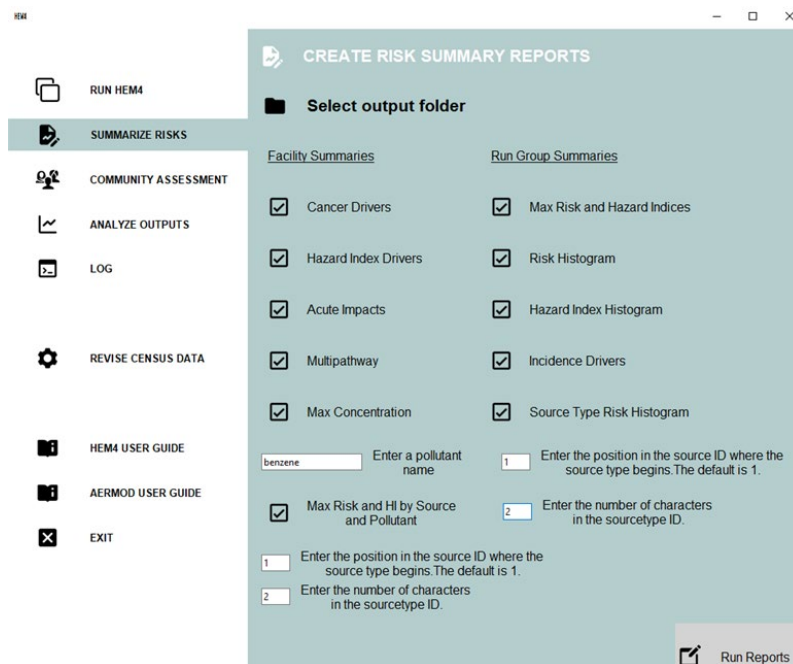 HEM4
CREATE RISK SUMMARY REPORTS
RUN HEM4
Select output folder
SUMMARIZE RISKS
COMMUNITY ASSESSMENT
ANALYZE OUTPUTS
LOG
REVISE CENSUS DATA
HEM4 USER GUIDE
AERMOD USER GUIDE
EXIT
Facility Summaries
Cancer Drivers
Hazard Index Drivers
Acute Impacts
Multipathway
Max Concentration
benzene
Enter a pollutant
name
Max Risk and HI by Source
and Pollutant
1
Enter the position in the source ID where the
source type begins.The default is 1.
2
Enter the number of characters
in the sourcetype ID.
Run Group Summaries
Max Risk and Hazard Indices
Risk Histogram
Hazard Index Histogram
Incidence Drivers
Source Type Risk Histogram
1
Enter the position in the source ID where the
source type begins.The default is 1.
2
Enter the number of characters
in the sourcetype ID.
Run Reports